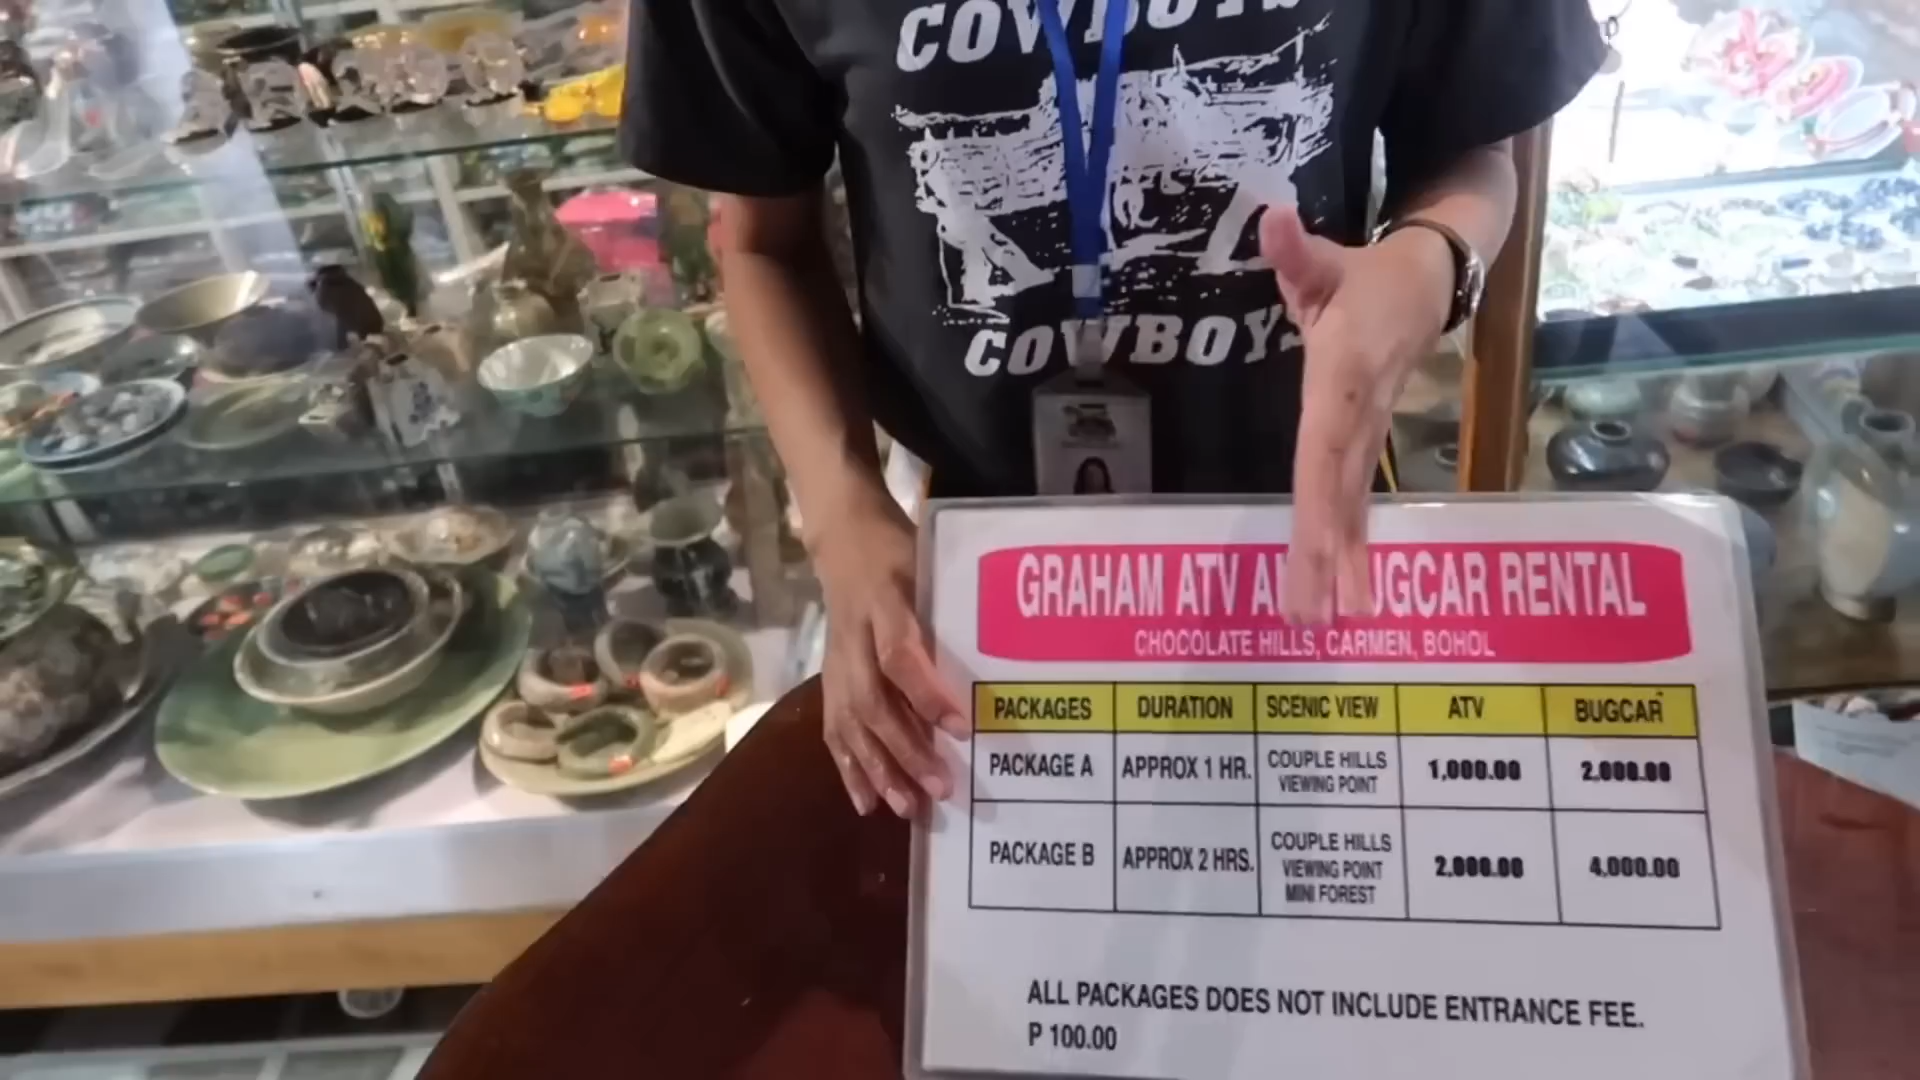 COWBOYS
COWBOYS
GRAHAM ATV BUGCAR RENTAL
CHOCOLATE HILLS, CARMEN, BOHOL
PACKAGES DURATION SCENIC VIEW ATV BUGCAR
PACKAGE A APPROX 1 HR. COUPLE HILLS VIEWING POINT 1,000.00 2,000.00
PACKAGE B APPROX 2 HRS. COUPLE HILLS VIEWING POINT MINI FOREST 2,000.00 4,000.00
ALL PACKAGES DOES NOT INCLUDE ENTRANCE FEE.
P 100.00